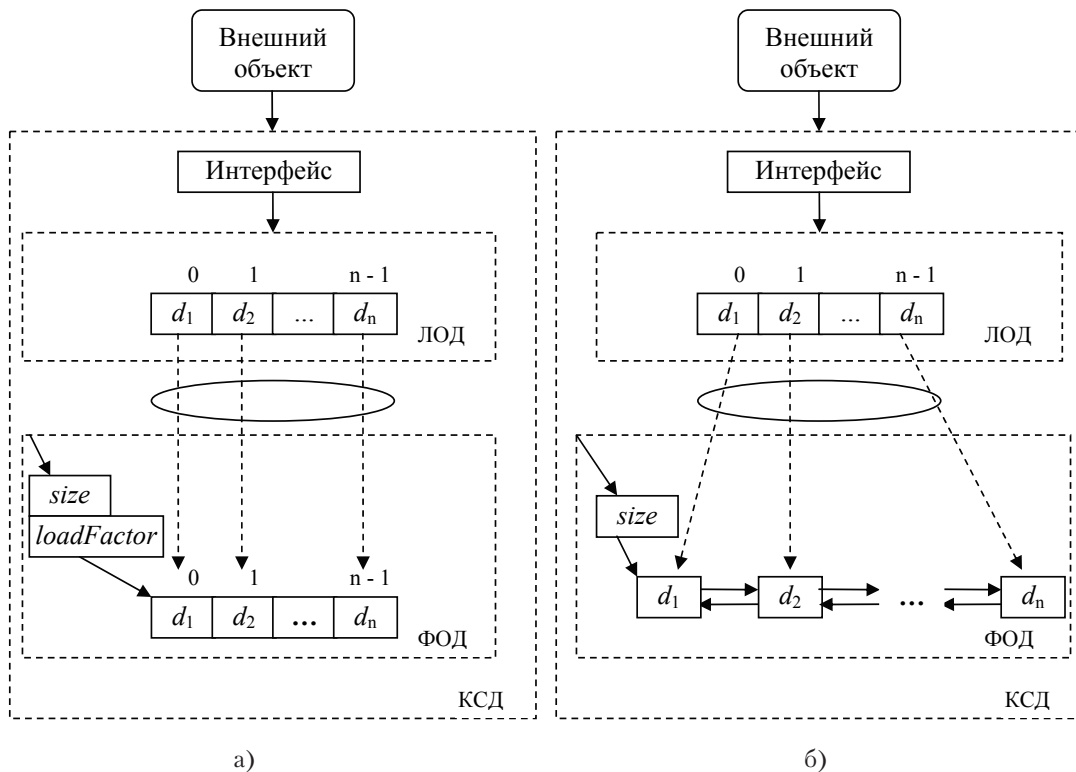 Внешний
объект
Интерфейс
0 1 n - 1
d1 d2 ... dn
ЛОД
size
loadFactor
0 1 n - 1
d1 d2 ... dn
ФОД
КСД
а)
Внешний
объект
Интерфейс
0 1 n - 1
d1 d2 ... dn
ЛОД
size
d1 d2 ... dn
ФОД
КСД
б)